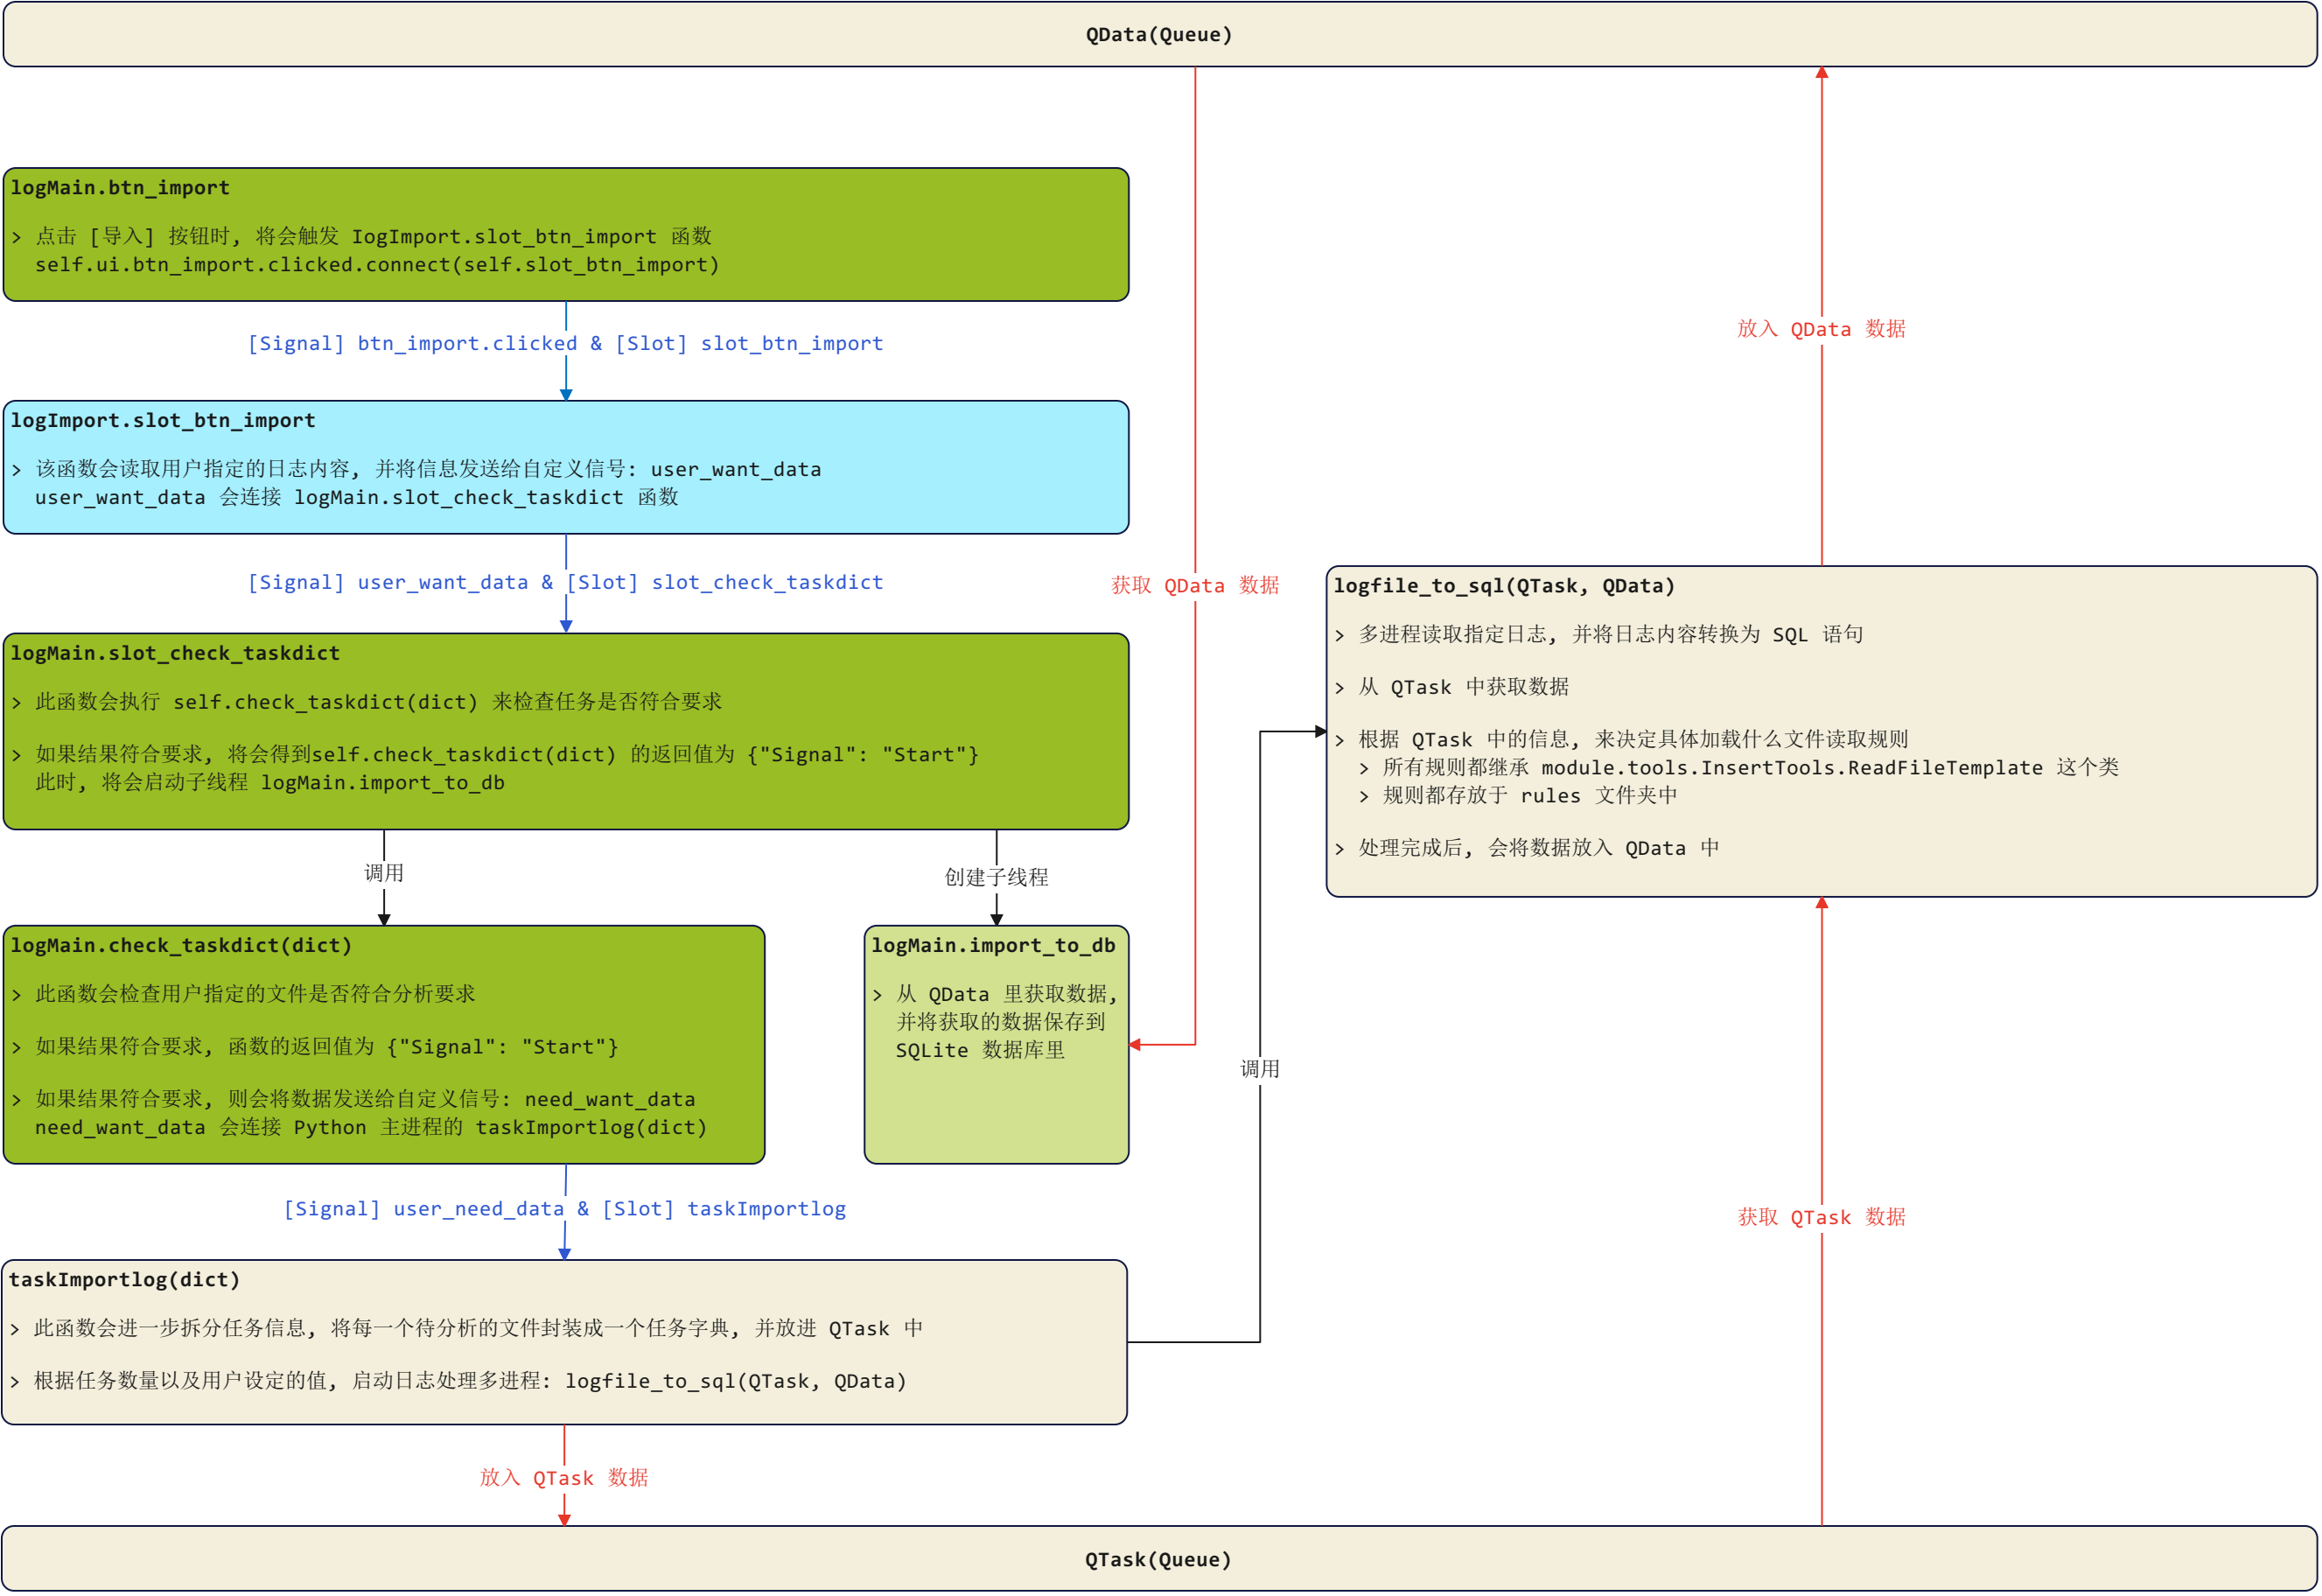 QData(Queue)
logMain.btn_import
> 点击 [导入] 按钮时, 将会触发 IogImport.slot_btn_import 函数
self.ui.btn_import.clicked.connect(self.slot_btn_import)
[Signal] btn_import.clicked & [Slot] slot_btn_import
logImport.slot_btn_import
> 该函数会读取用户指定的日志内容, 并将信息发送给自定义信号: user_want_data
user_want_data 会连接 logMain.slot_check_taskdict 函数
[Signal] user_want_data & [Slot] slot_check_taskdict
logMain.slot_check_taskdict
> 此函数会执行 self.check_taskdict(dict) 来检查任务是否符合要求
> 如果结果符合要求, 将会得到self.check_taskdict(dict) 的返回值为 {"Signal": "Start"}
此时, 将会启动子线程 logMain.import_to_db
调用
创建子线程
logMain.check_taskdict(dict)
> 此函数会检查用户指定的文件是否符合分析要求
> 如果结果符合要求, 函数的返回值为 {"Signal": "Start"}
> 如果结果符合要求, 则会将数据发送给自定义信号: need_want_data
need_want_data 会连接 Python 主进程的 taskImportlog(dict)
logMain.import_to_db
> 从 QData 里获取数据,
并将获取的数据保存到
SQLite 数据库里
[Signal] user_need_data & [Slot] taskImportlog
taskImportlog(dict)
> 此函数会进一步拆分任务信息, 将每一个待分析的文件封装成一个任务字典, 并放进 QTask 中
> 根据任务数量以及用户设定的值, 启动日志处理多进程: logfile_to_sql(QTask, QData)
放入 QTask 数据
获取 QData 数据
调用
放入 QData 数据
logfile_to_sql(QTask, QData)
> 多进程读取指定日志, 并将日志内容转换为 SQL 语句
> 从 QTask 中获取数据
> 根据 QTask 中的信息, 来决定具体加载什么文件读取规则
> 所有规则都继承 module.tools.InsertTools.ReadFileTemplate 这个类
> 规则都存放于 rules 文件夹中
> 处理完成后, 会将数据放入 QData 中
获取 QTask 数据
QTask(Queue)